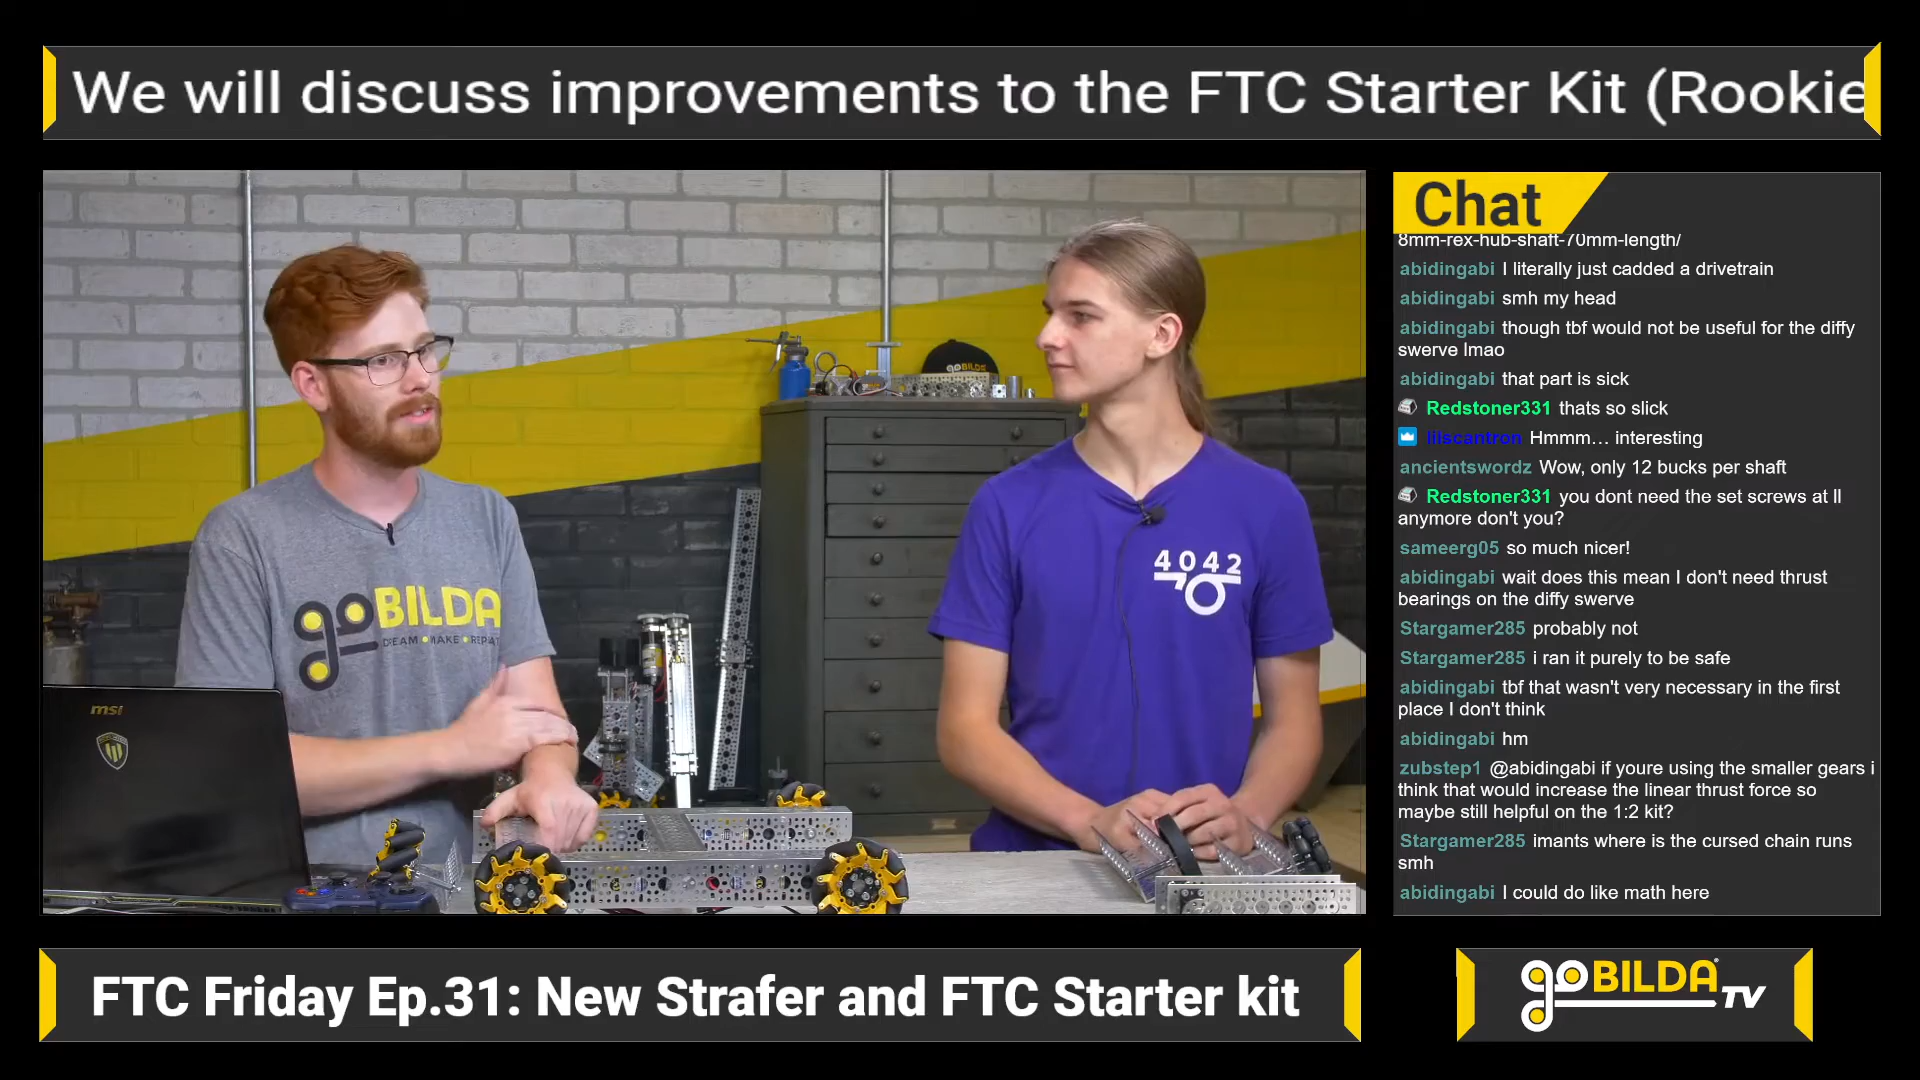 We will discuss improvements to the FTC Starter Kit (Rookie
Chat
8mm-rex-hub-shaft-70mm-length/
abidingabi I literally just cadded a drivetrain
abidingabi smh my head
abidingabi though tbf would not be useful for the diffy
swerve lmao
abidingabi that part is sick
Redstoner331 thats so slick
lilscantron Hmmm… interesting
ancientswordz Wow, only 12 bucks per shaft
Redstoner331 you dont need the set screws at ll
anymore don't you?
sameerg05 so much nicer!
abidingabi wait does this mean I don't need thrust
bearings on the diffy swerve
Stargamer285 probably not
Stargamer285 i ran it purely to be safe
abidingabi tbf that wasn't very necessary in the first
place I don't think
abidingabi hm
zubstep1 @abidingabi if youre using the smaller gears i
think that would increase the linear thrust force so
maybe still helpful on the 1:2 kit?
Stargamer285 imants where is the cursed chain runs
smh
abidingabi I could do like math here
goBILDA
goBILDA
DREAM • MAKE • REPEAT
4042
msi
FTC Friday Ep.31: New Strafer and FTC Starter kit
goBILDA TV